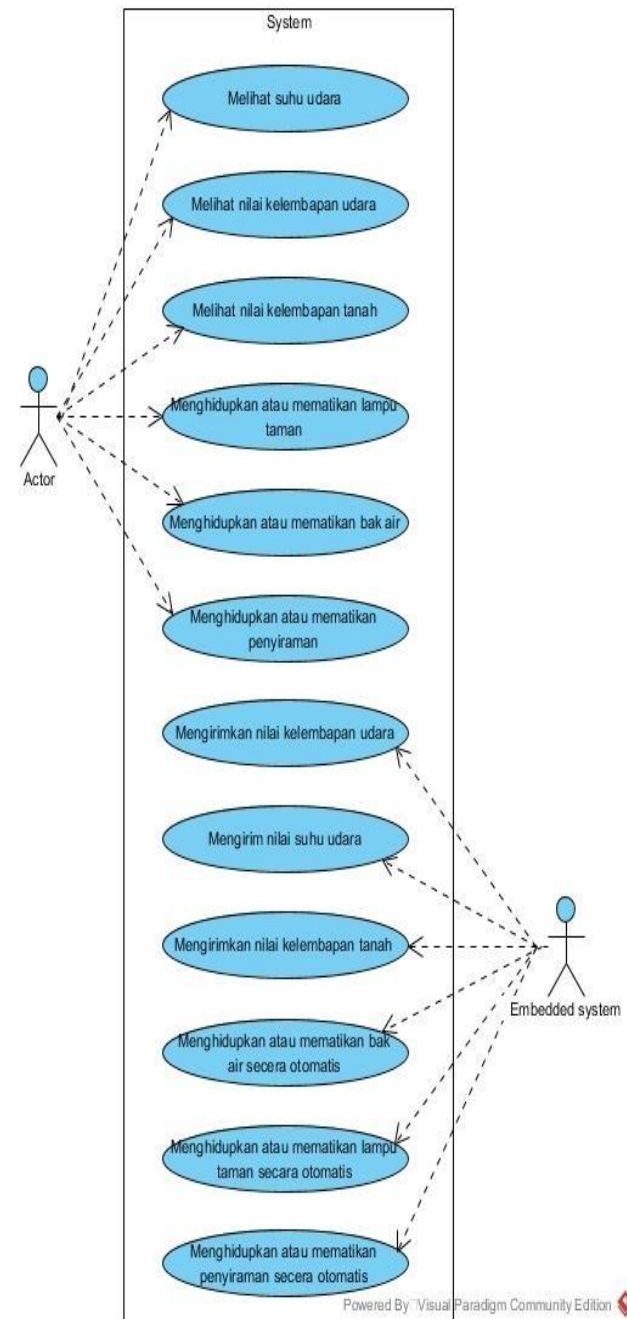 System
Melihat suhu udara
Melihat nilai kelembapan udara
Melihat nilai kelembapan tanah
Menghidupkan atau mematikan lampu
taman
Actor
Menghidupkan atau mematikan bak air
Menghidupkan atau mematikan
penyiraman
Mengirimkan nilai kelembapan udara
Mengirim nilai suhu udara
Mengirimkan nilai kelembapan tanah
Embedded system
Menghidupkan atau mematikan bak
air secera otomatis
Menghidupkan atau mematikan lampu
taman secara otomatis
Menghidupkan atau mematikan
penyiraman secera otomatis
Powered By Visual Paradigm Community Edition